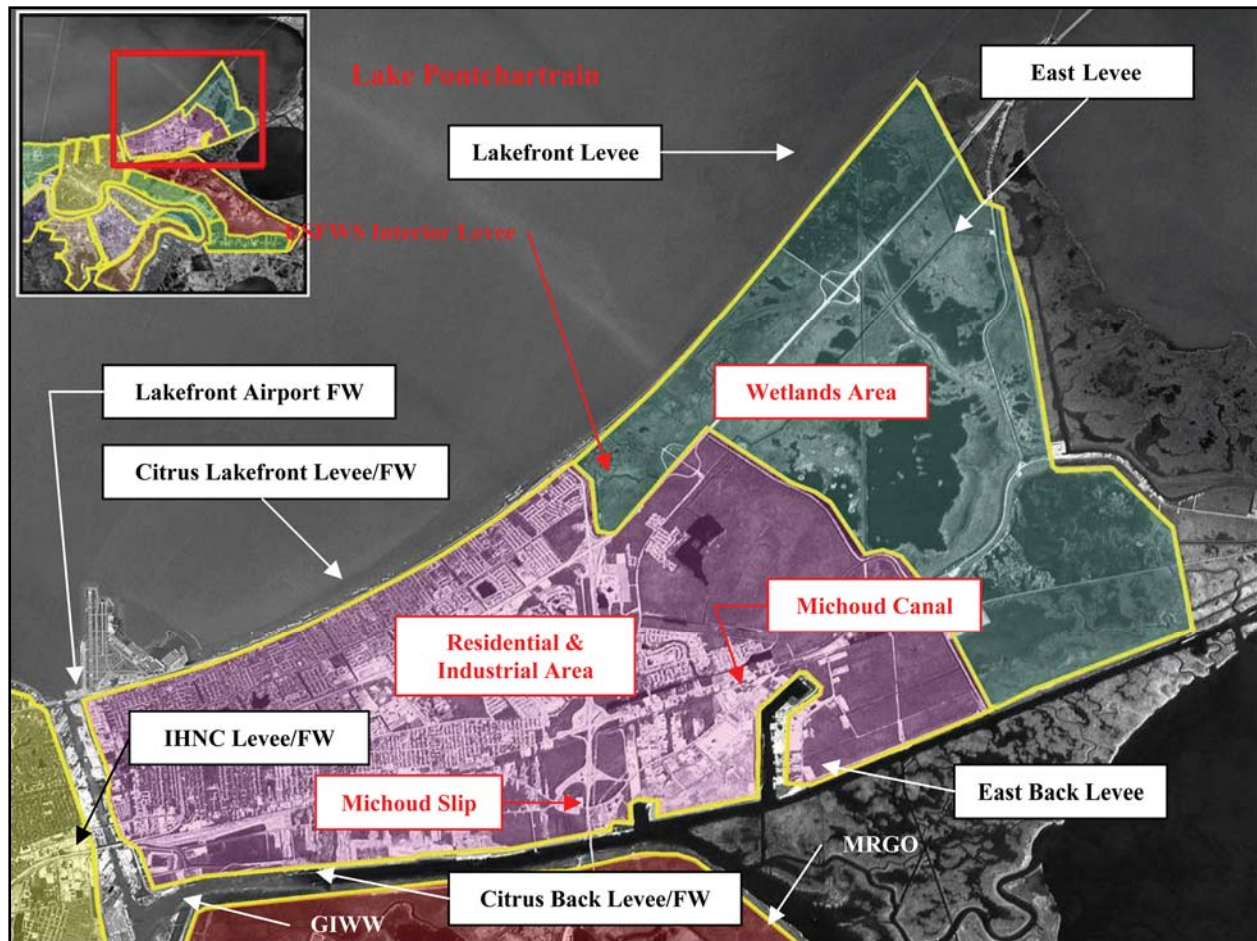 Lake Pontchartrain
East Levee
Lakefront Levee
USFWS Interior Levee
Lakefront Airport FW
Wetlands Area
Citrus Lakefront Levee/FW
Michoud Canal
Residential &
Industrial Area
IHNC Levee/FW
Michoud Slip
East Back Levee
MRGO
Citrus Back Levee/FW
GIWW